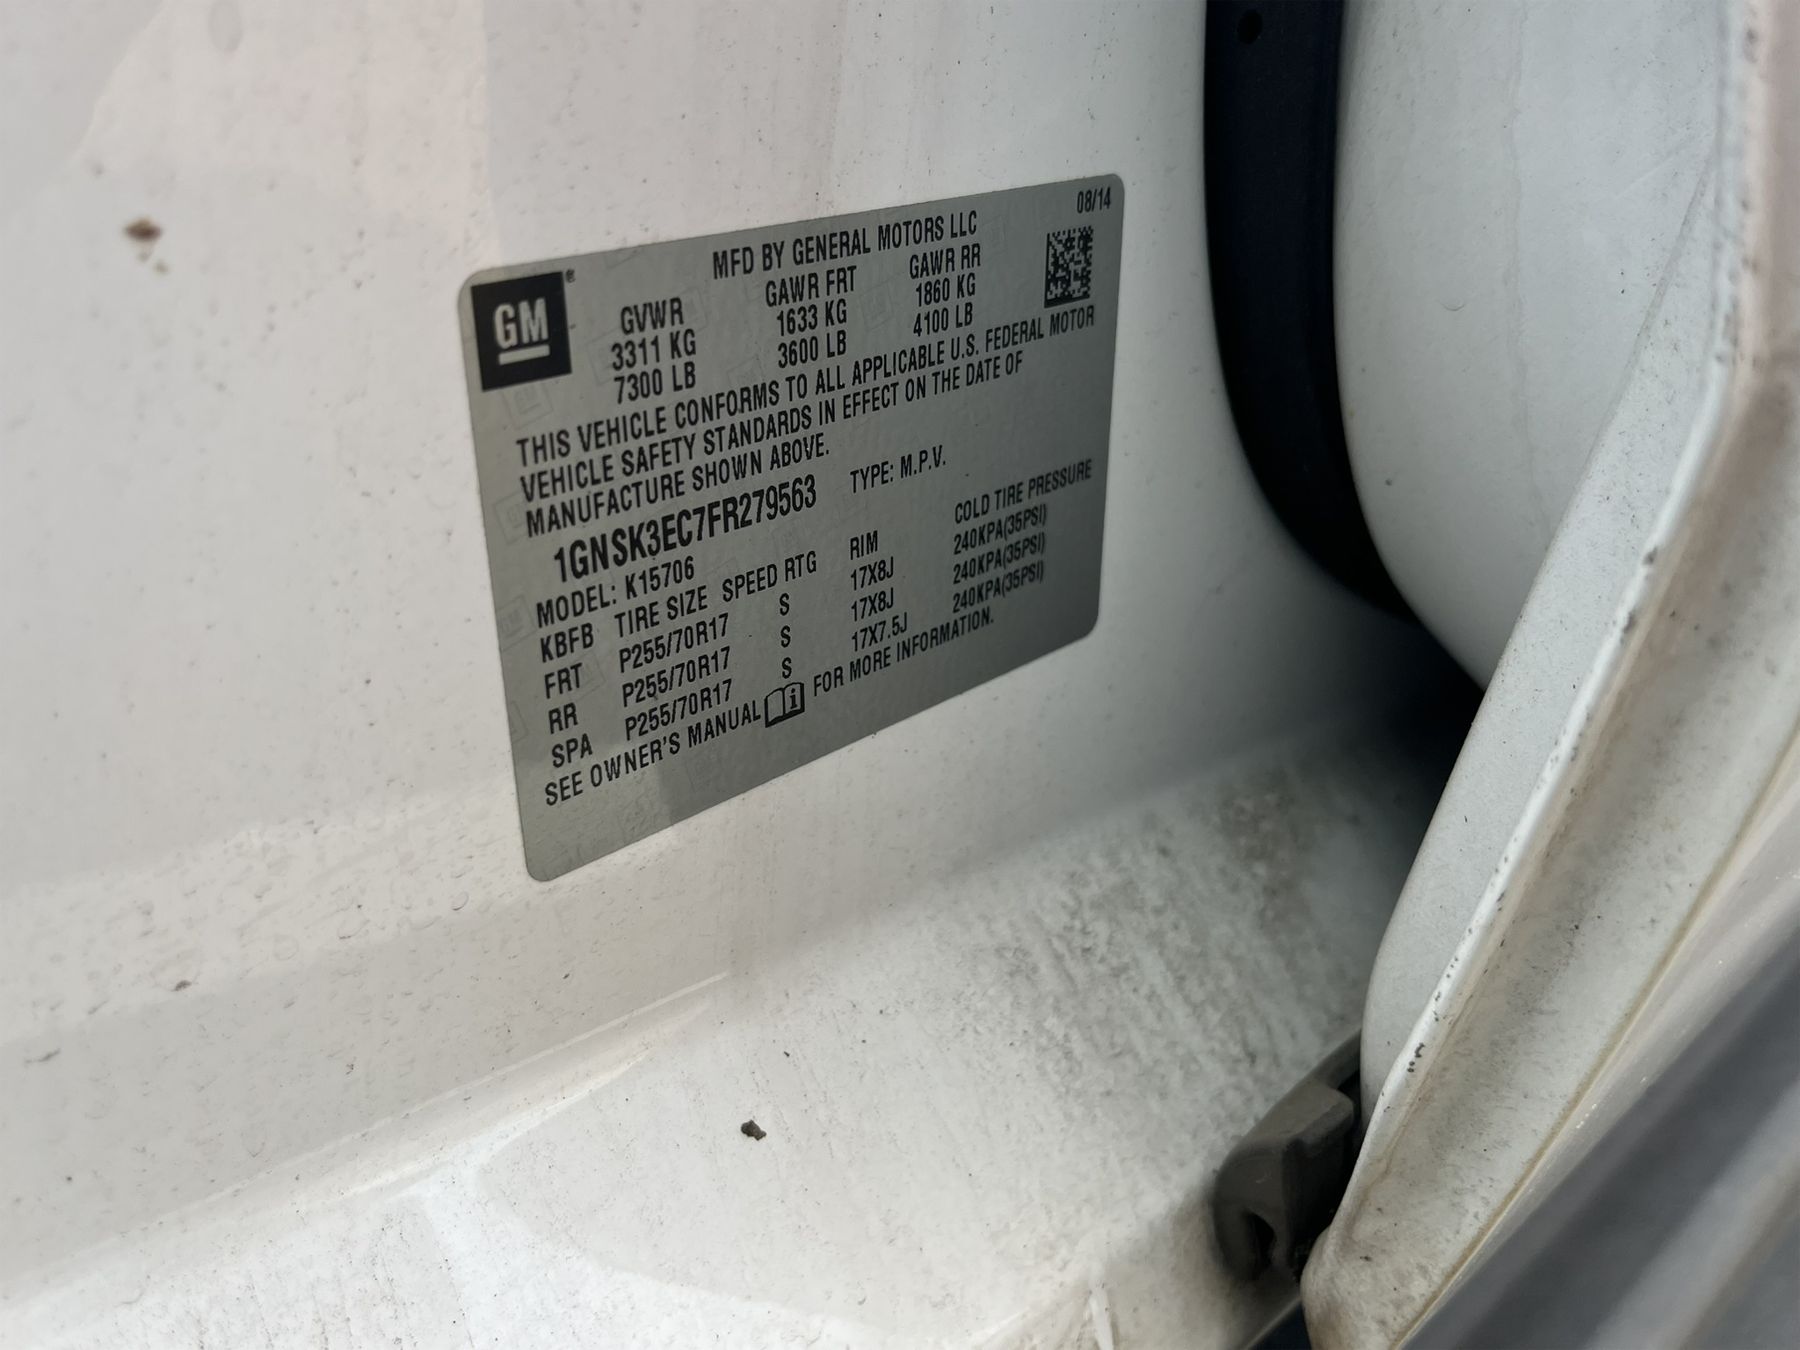 08/14
MFD BY GENERAL MOTORS LLC
GM®
GVWR GAWR FRT GAWR RR
3311 KG 1633 KG 1860 KG
7300 LB 3600 LB 4100 LB
THIS VEHICLE CONFORMS TO ALL APPLICABLE U.S. FEDERAL MOTOR
VEHICLE SAFETY STANDARDS IN EFFECT ON THE DATE OF
MANUFACTURE SHOWN ABOVE.
1GNSK3EC7FR279563 TYPE: M.P.V.
MODEL: K15706
KBFB TIRE SIZE SPEED RTG RIM COLD TIRE PRESSURE
FRT P255/70R17 S 17X8J 240KPA(35PSI)
RR P255/70R17 S 17X8J 240KPA(35PSI)
SPA P255/70R17 S 17X7.5J 240KPA(35PSI)
SEE OWNER'S MANUAL i FOR MORE INFORMATION.